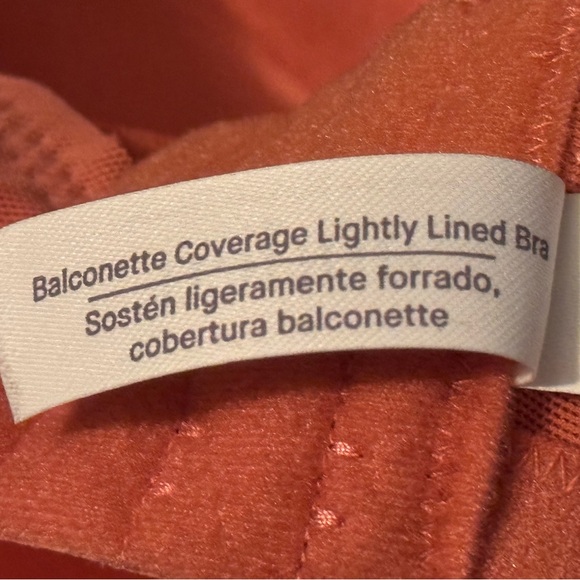 Balconette Coverage Lightly Lined Bra
Sostén ligeramente forrado,
cobertura balconette